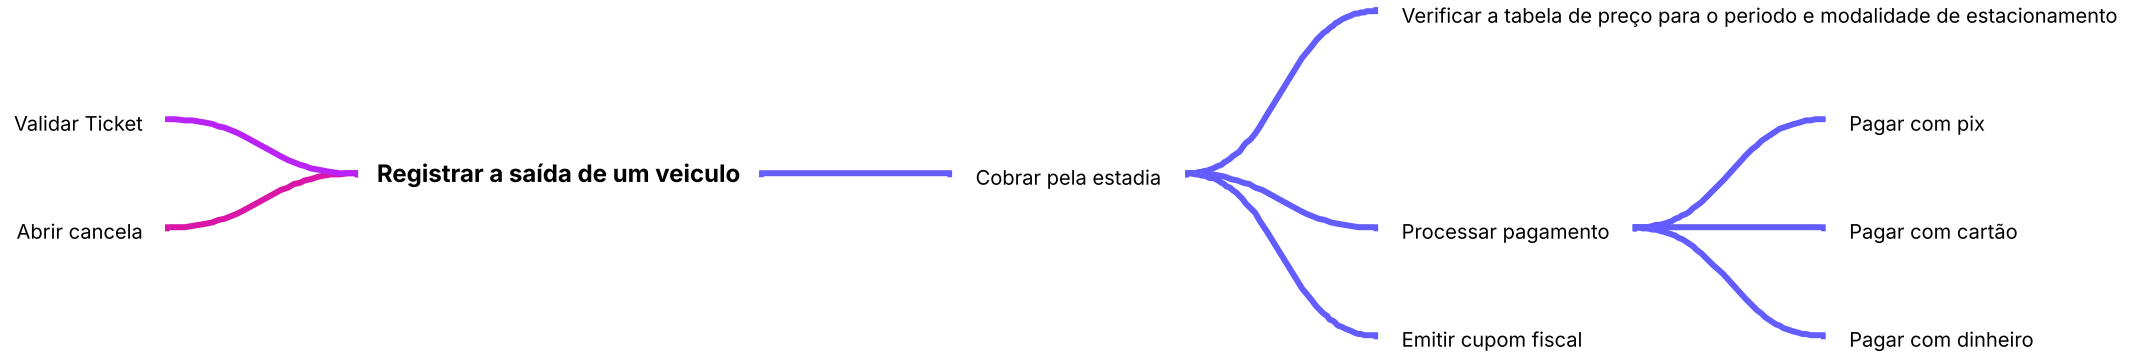 Validar Ticket
Abrir cancela
Registrar a saída de um veiculo
Cobrar pela estadia
Verificar a tabela de preço para o periodo e modalidade de estacionamento
Processar pagamento
Pagar com pix
Pagar com cartão
Pagar com dinheiro
Emitir cupom fiscal